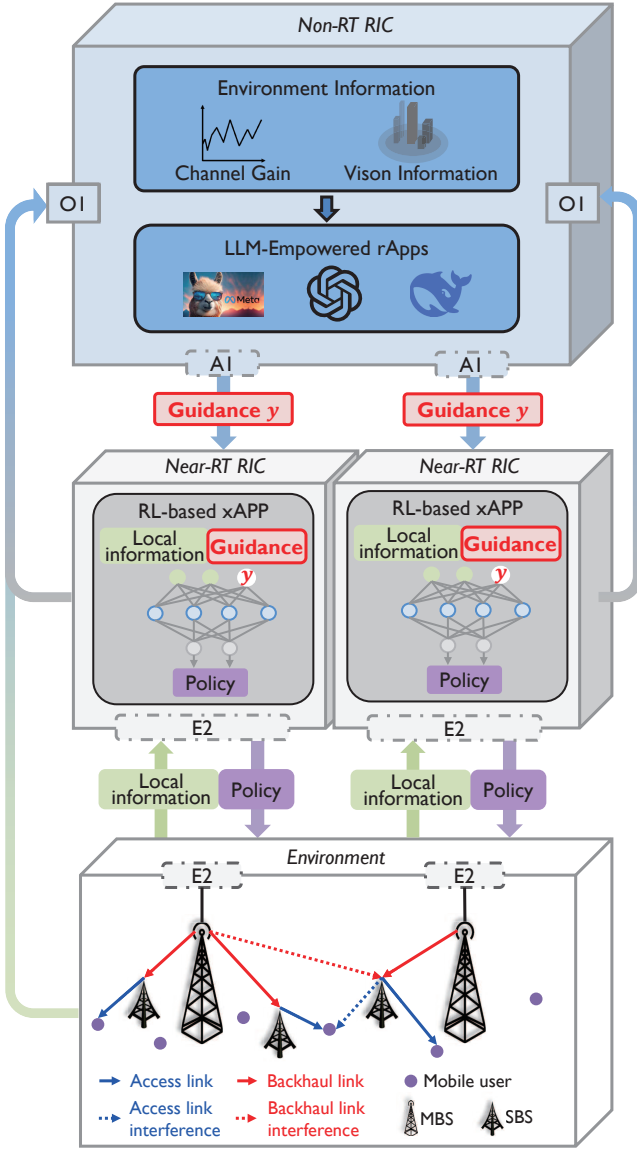 Non-RT RIC
Environment Information
Channel Gain
Vison Information
O1
O1
LLM-Empowered rApps
Meta
A1
A1
Guidance y
Guidance y
Near-RT RIC
Near-RT RIC
RL-based xAPP
RL-based xAPP
Local
information
Guidance
Local
information
Guidance
y
y
Policy
Policy
E2
E2
Local
information
Policy
Local
information
Policy
Environment
E2
E2
Access link
Backhaul link
Mobile user
Access link
interference
Backhaul link
interference
MBS
SBS